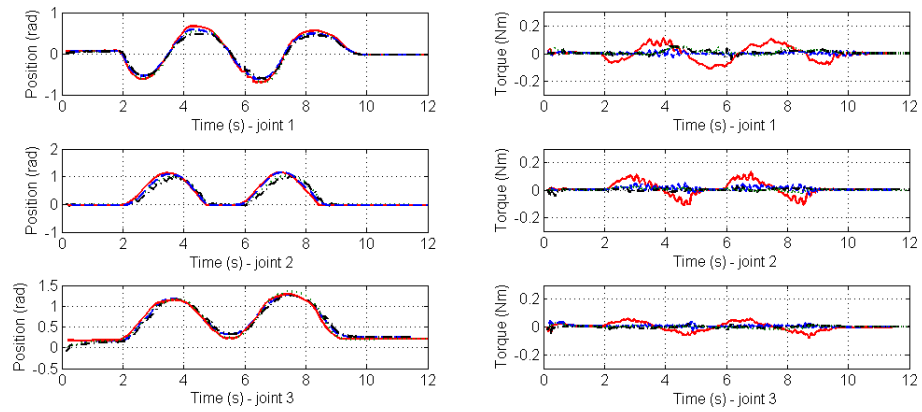 1
0
-1
Position (rad)
0 2 4 6 8 10 12
Time (s) - joint 1
0.2
0
-0.2
Torque (Nm)
0 2 4 6 8 10 12
Time (s) - joint 1
2
1
0
-1
Position (rad)
0 2 4 6 8 10 12
Time (s) - joint 2
0.2
0
-0.2
Torque (Nm)
0 2 4 6 8 10 12
Time (s) - joint 2
1.5
1
0.5
0
-0.5
Position (rad)
0 2 4 6 8 10 12
Time (s) - joint 3
0.2
0
-0.2
Torque (Nm)
0 2 4 6 8 10 12
Time (s) - joint 3